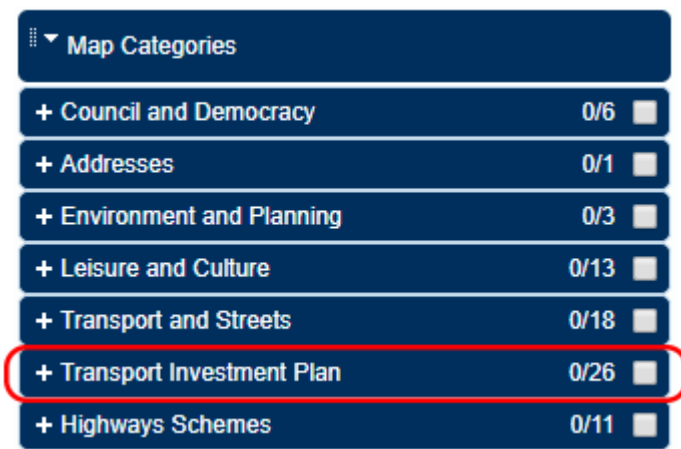 Map Categories
+ Council and Democracy 0/6
+ Addresses 0/1
+ Environment and Planning 0/3
+ Leisure and Culture 0/13
+ Transport and Streets 0/18
+ Transport Investment Plan 0/26
+ Highways Schemes 0/11